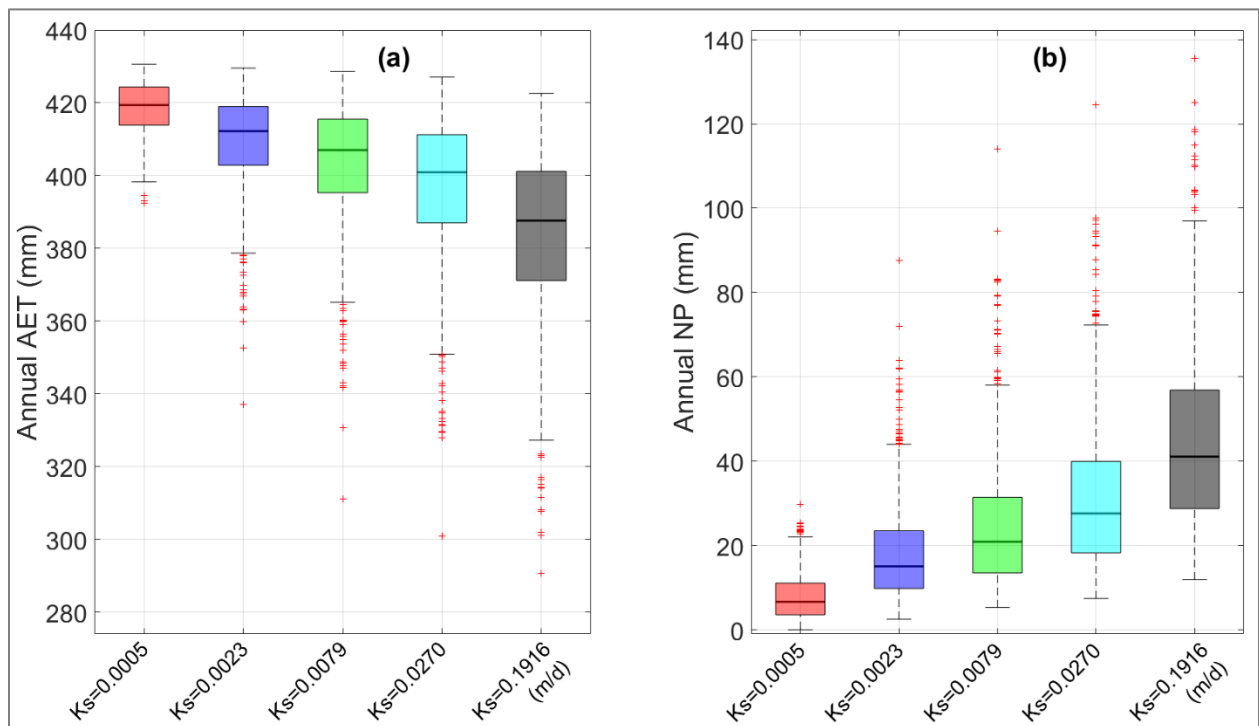 (a)
Annual AET (mm)
440
420
400
380
360
340
320
300
280
Ks=0.0005
Ks=0.0023
Ks=0.0079
Ks=0.0270
Ks=0.1916
(m/d)
(b)
Annual NP (mm)
140
120
100
80
60
40
20
0
Ks=0.0005
Ks=0.0023
Ks=0.0079
Ks=0.0270
Ks=0.1916
(m/d)